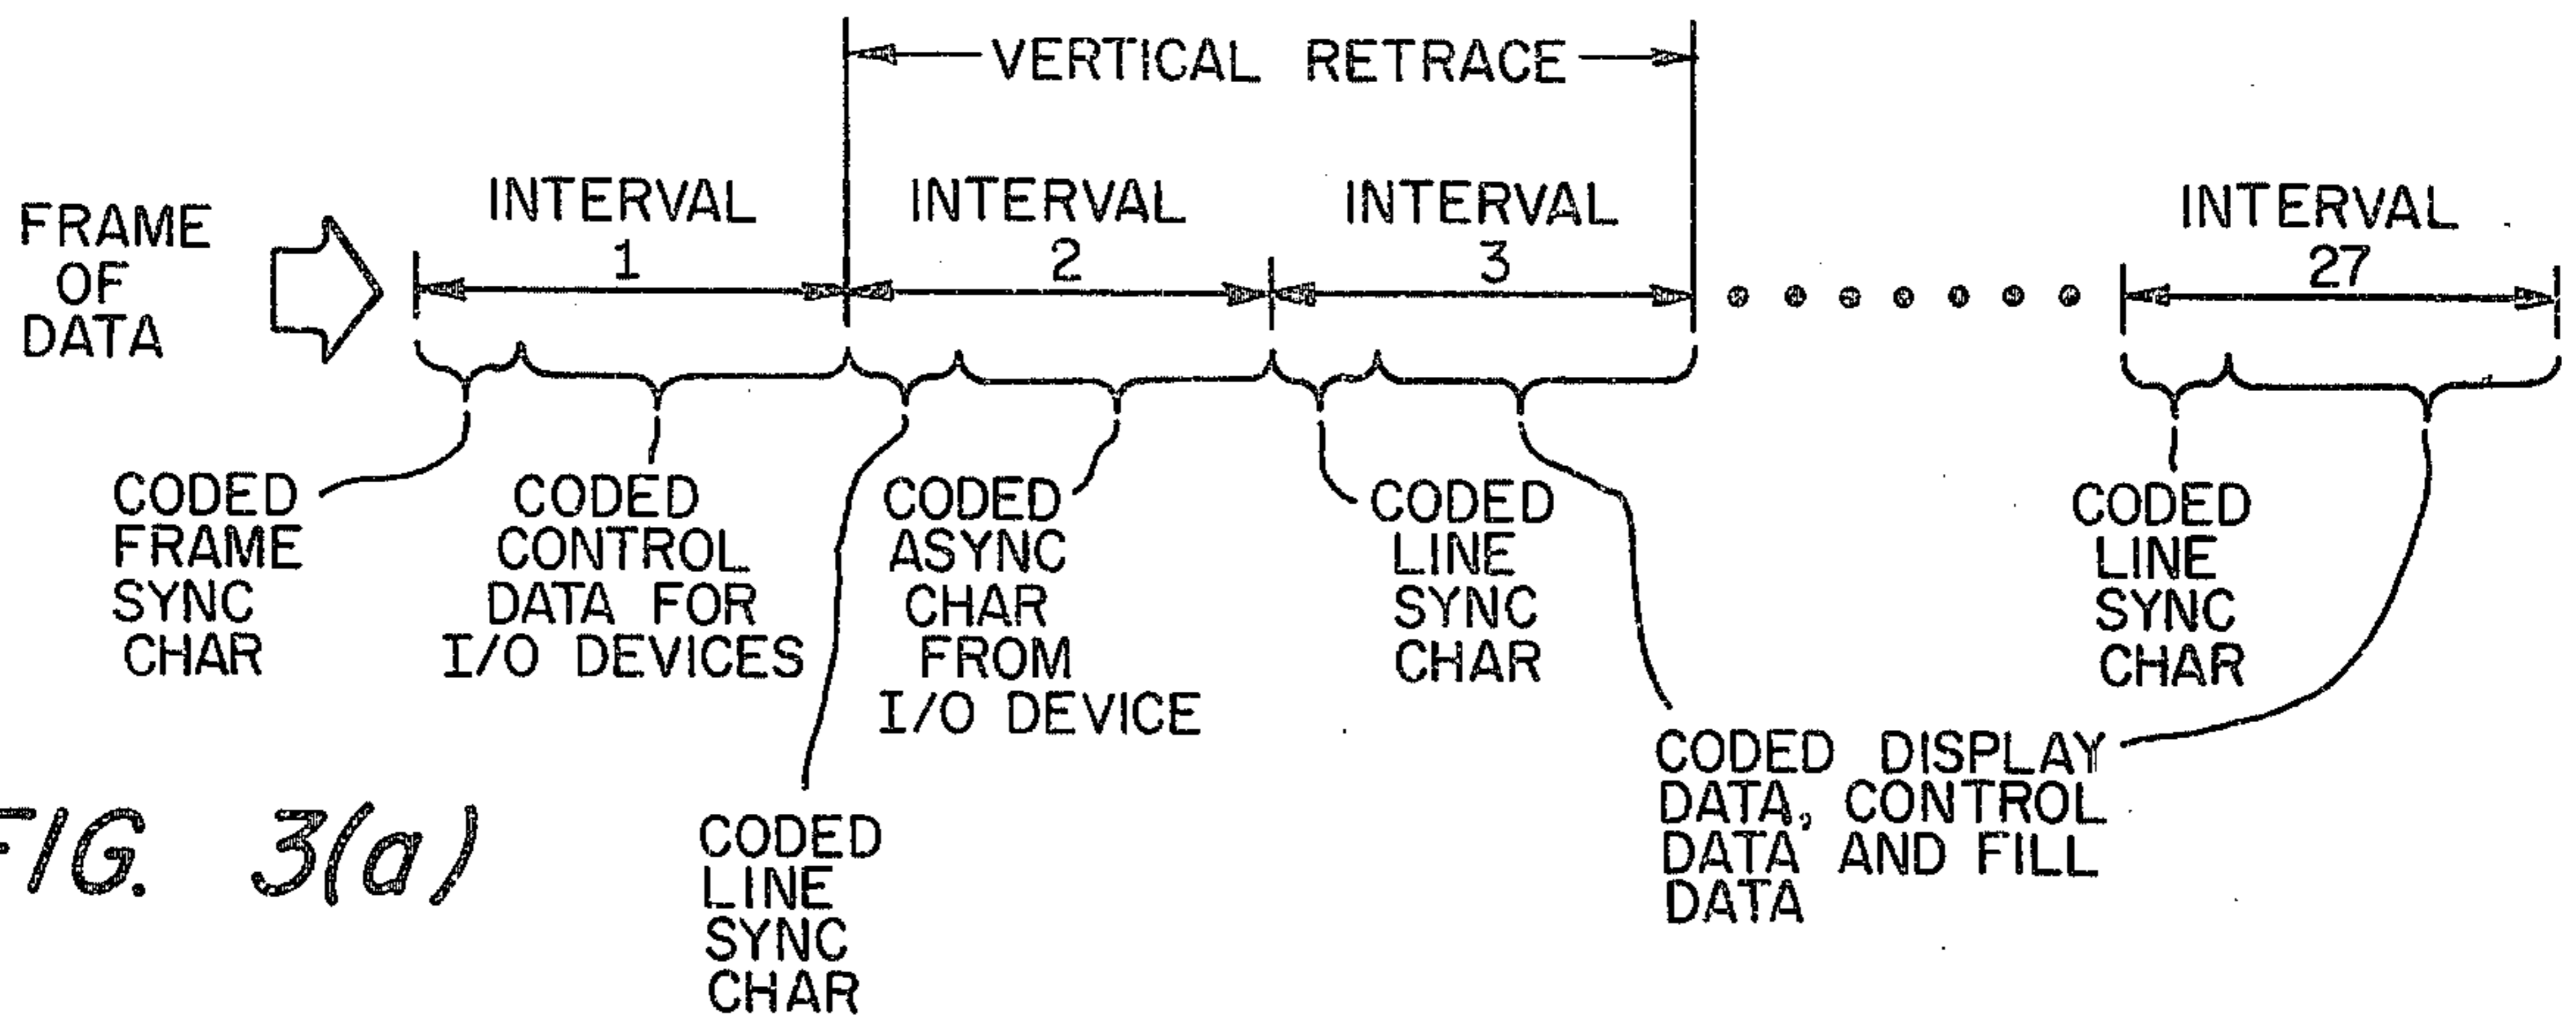 VERTICAL RETRACE
FRAME
OF
DATA
INTERVAL
1
INTERVAL
2
INTERVAL
3
INTERVAL
27
CODED
FRAME
SYNC
CHAR
CODED
CONTROL
DATA FOR
I/O DEVICES
CODED
ASYNC
CHAR
FROM
I/O DEVICE
CODED
LINE
SYNC
CHAR
CODED
LINE
SYNC
CHAR
CODED
LINE
SYNC
CHAR
CODED DISPLAY
DATA, CONTROL
DATA AND FILL
DATA
FIG. 3(a)